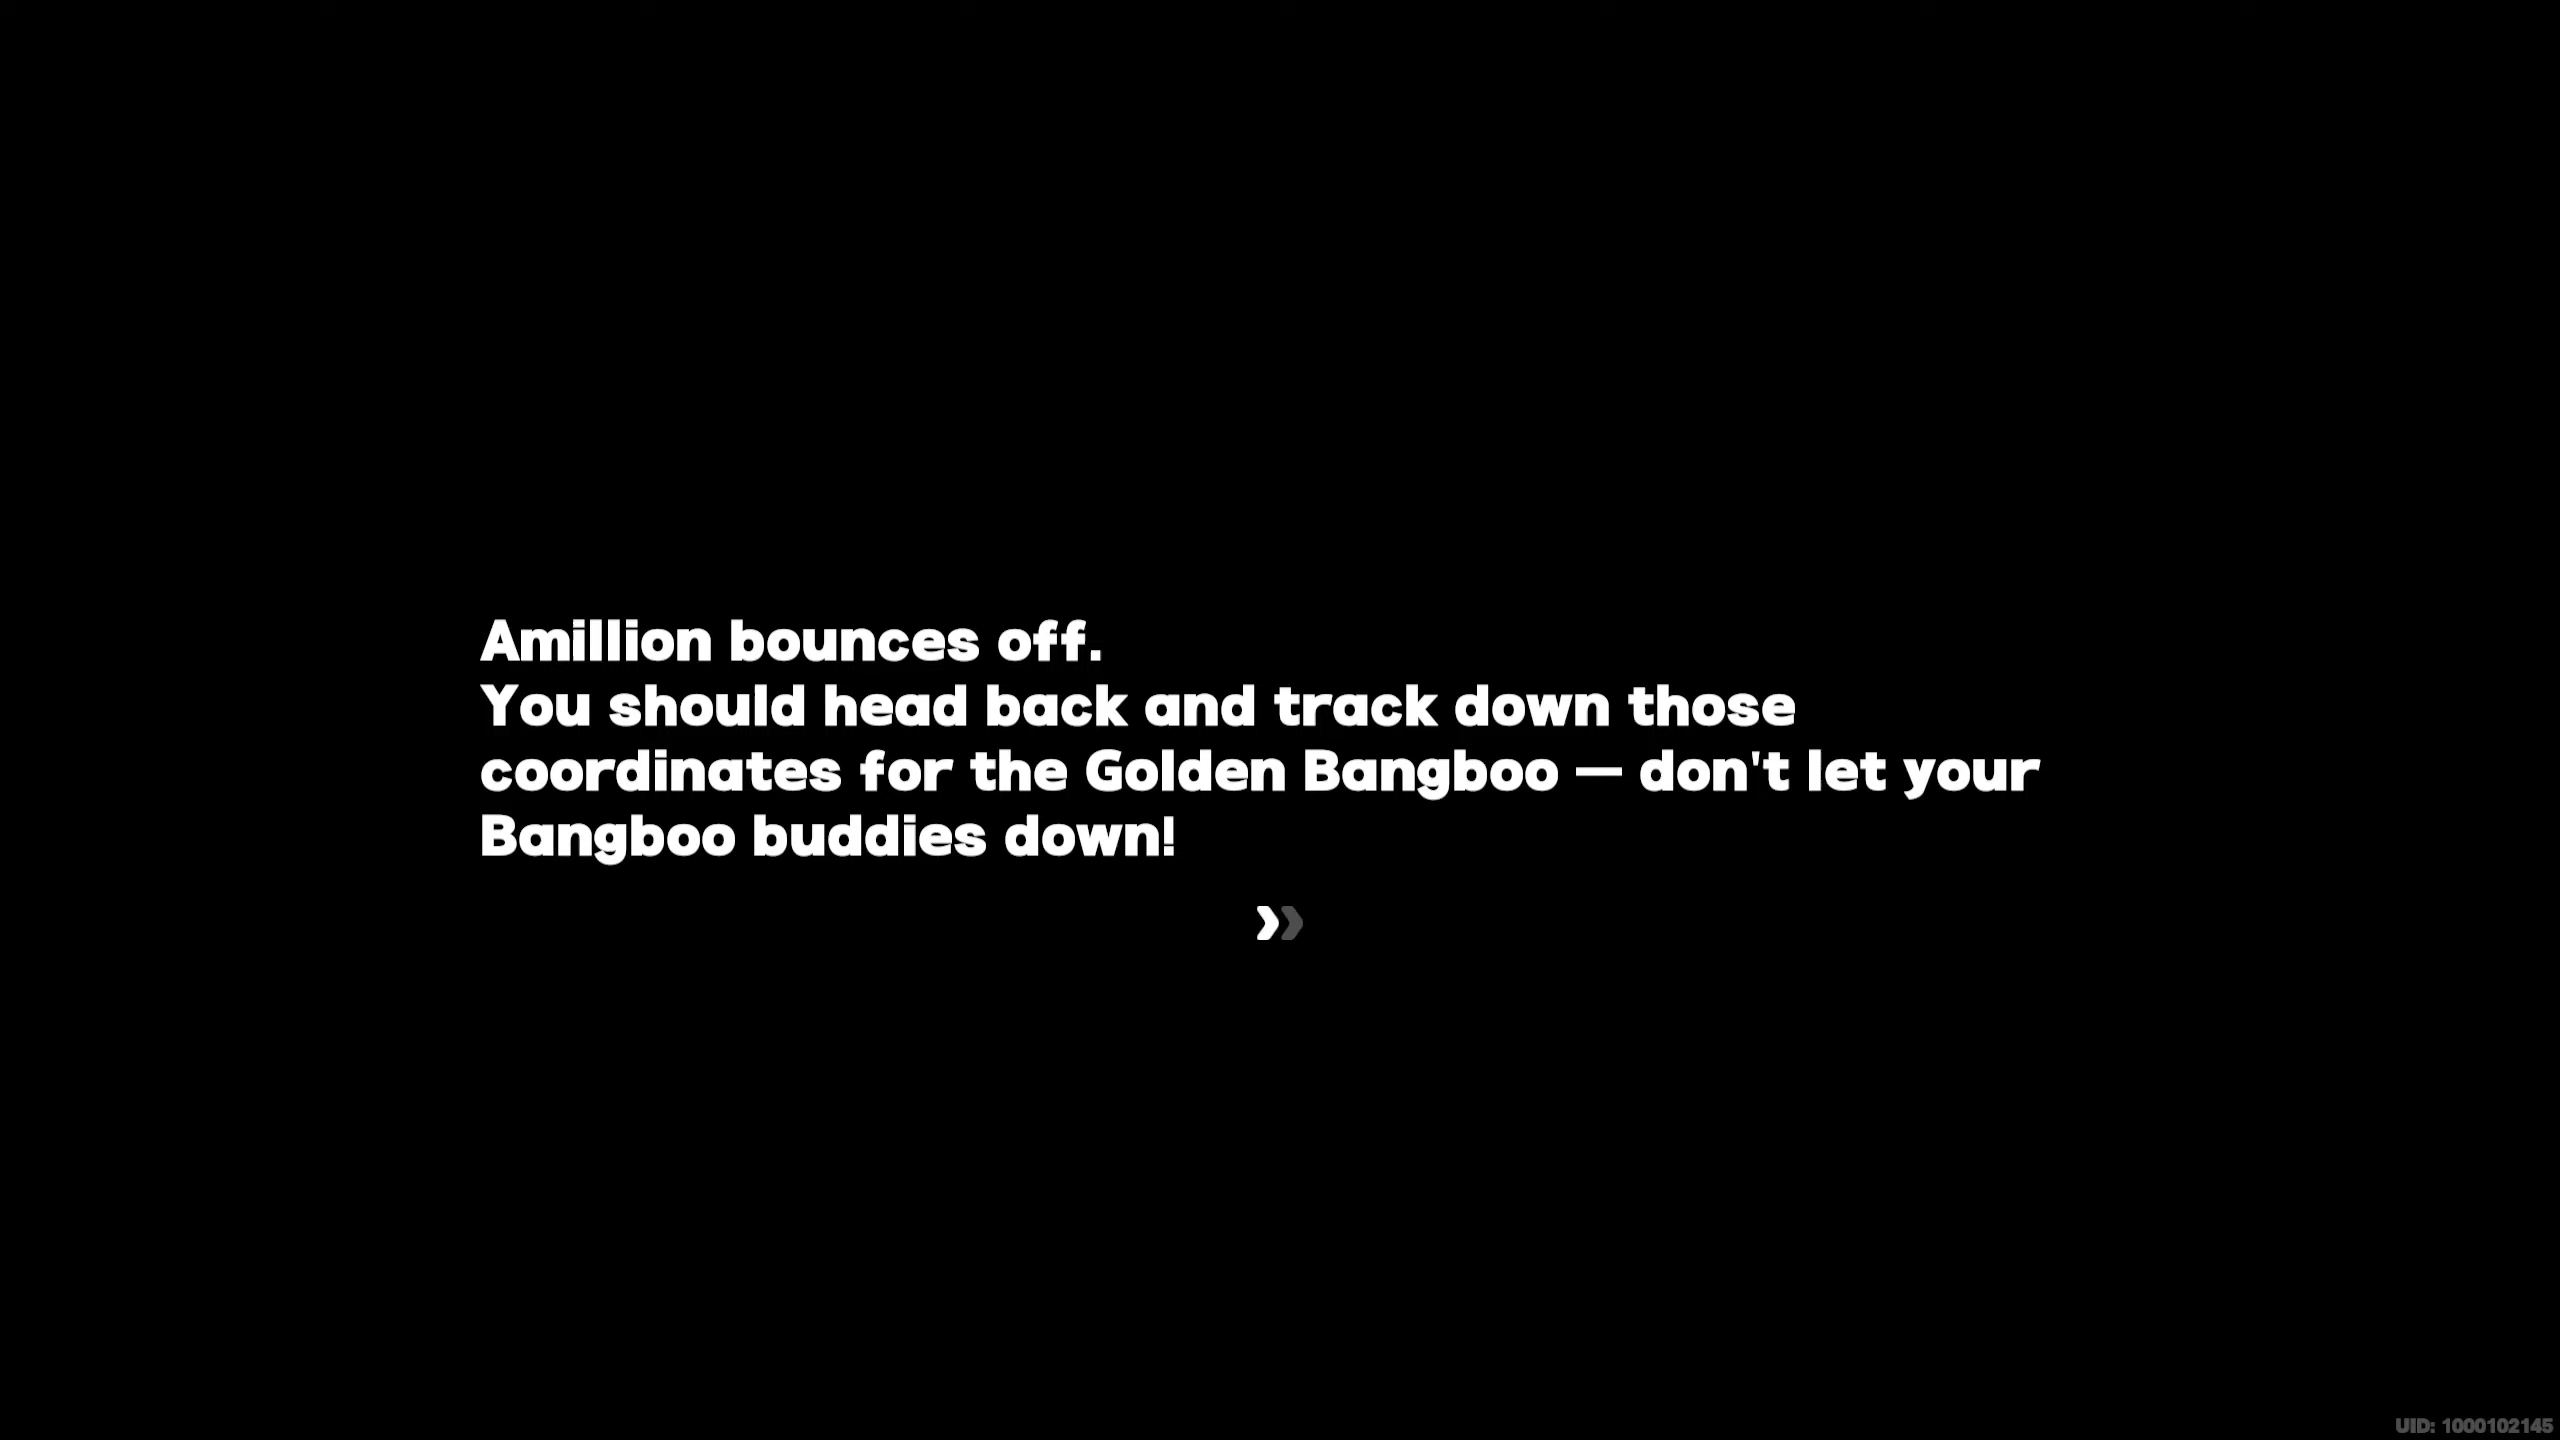 Amillion bounces off.
You should head back and track down those
coordinates for the Golden Bangboo — don't let your
Bangboo buddies down!
UID: 1000102145